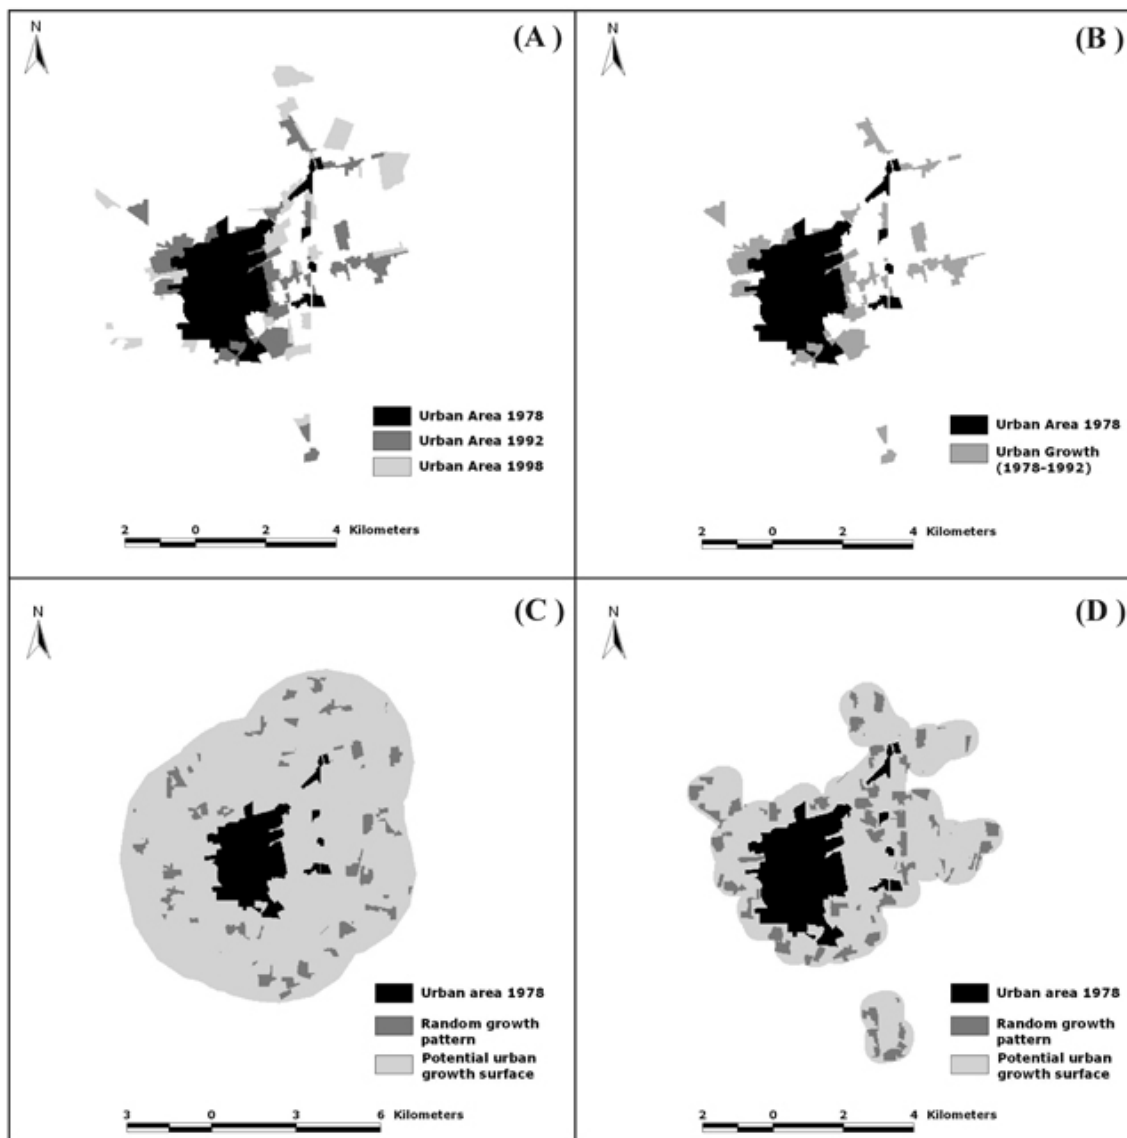 N
(A )
Urban Area 1978
Urban Area 1992
Urban Area 1998
2 0 2 4 Kilometers
N
(B )
Urban Area 1978
Urban Growth
(1978-1992)
2 0 2 4 Kilometers
N
(C )
Urban area 1978
Random growth
pattern
Potential urban
growth surface
3 0 3 6 Kilometers
N
(D )
Urban area 1978
Random growth
pattern
Potential urban
growth surface
2 0 2 4 Kilometers